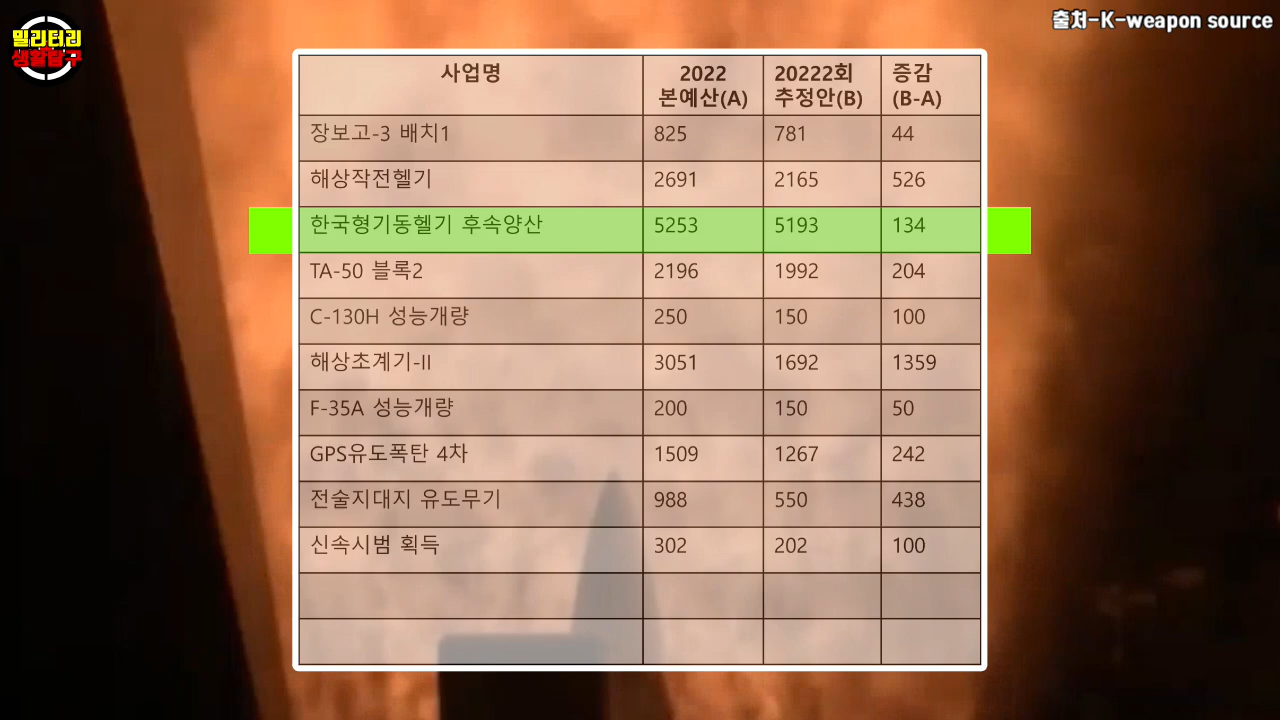 밀리터리
생활탐구
출처-K-weapon source
사업명 2022 본예산(A) 20222회 추정안(B) 증감 (B-A)
장보고-3 배치1 825 781 44
해상작전헬기 2691 2165 526
한국형기동헬기 후속양산 5253 5193 134
TA-50 블록2 2196 1992 204
C-130H 성능개량 250 150 100
해상초계기-II 3051 1692 1359
F-35A 성능개량 200 150 50
GPS유도폭탄 4차 1509 1267 242
전술지대지 유도무기 988 550 438
신속시범 획득 302 202 100